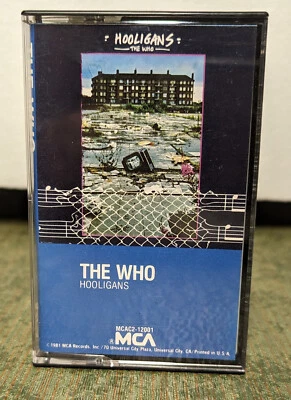 HOOLIGANS
THE WHO
THE WHO
HOOLIGANS
MCAC2-12001
MCA
©1981 MCA Records, Inc./70 Universal City Plaza, Universal City, CA/Printed in U.S.A.